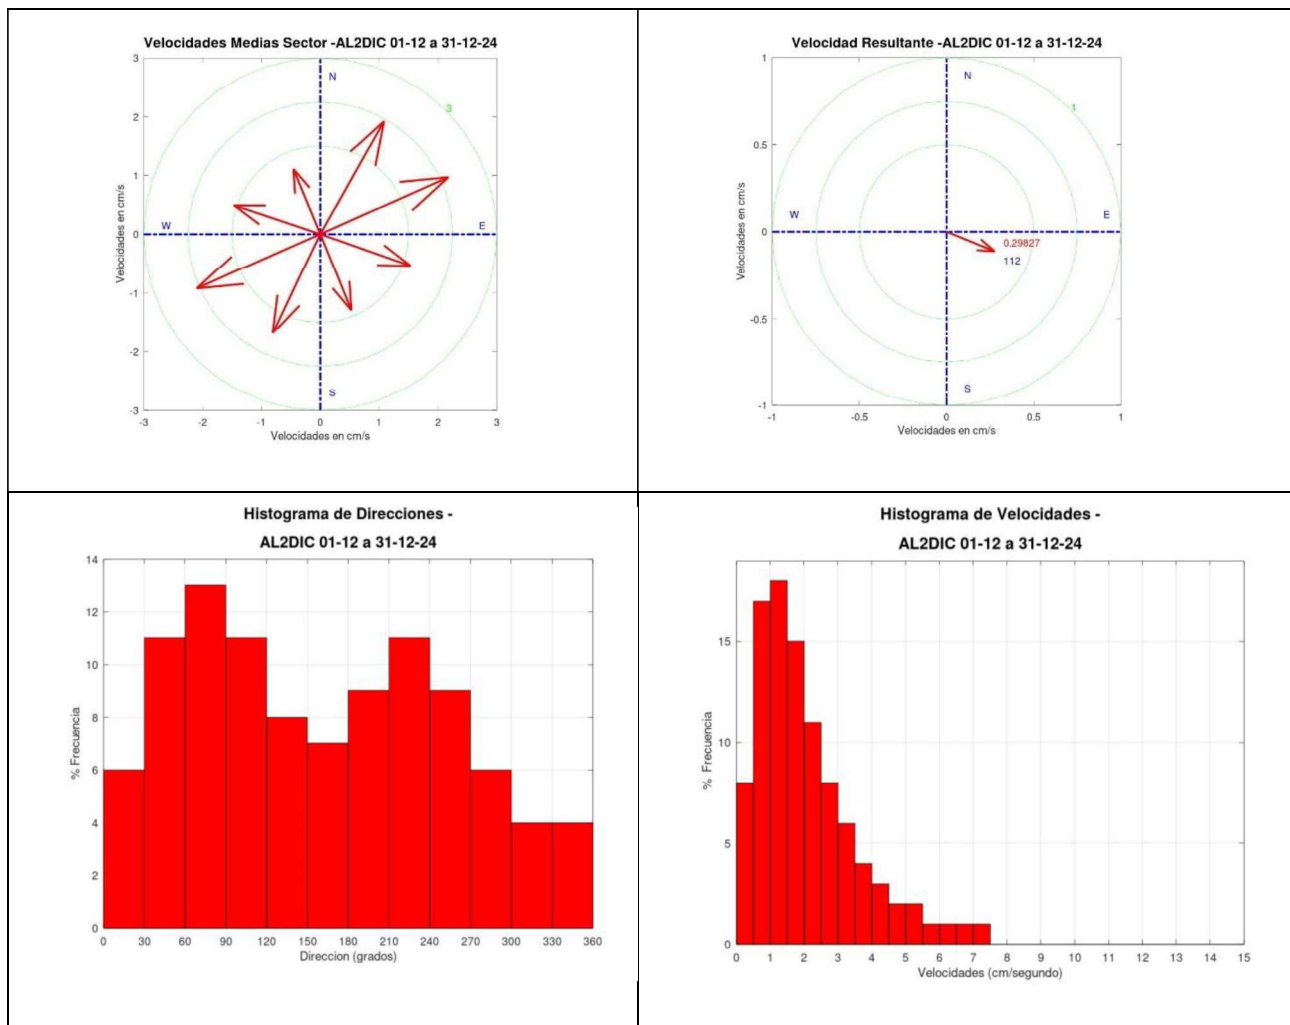 Velocidades Medias Sector -AL2DIC 01-12 a 31-12-24
3
N
3
2
1
Velocidades en cm/s
W
0
E
-1
-2
S
-3
-3 -2 -1 0 1 2 3
Velocidades en cm/s
Velocidad Resultante -AL2DIC 01-12 a 31-12-24
1
N
1
0.5
Velocidades en cm/s
W
E
0
0.29827
112
-0.5
S
-1
-1 -0.5 0 0.5 1
Velocidades en cm/s
Histograma de Direcciones -
AL2DIC 01-12 a 31-12-24
14
12
10
8
% Frecuencia
6
4
2
0
0 30 60 90 120 150 180 210 240 270 300 330 360
Direccion (grados)
Histograma de Velocidades -
AL2DIC 01-12 a 31-12-24
15
10
% Frecuencia
5
0
0 1 2 3 4 5 6 7 8 9 10 11 12 13 14 15
Velocidades (cm/segundo)